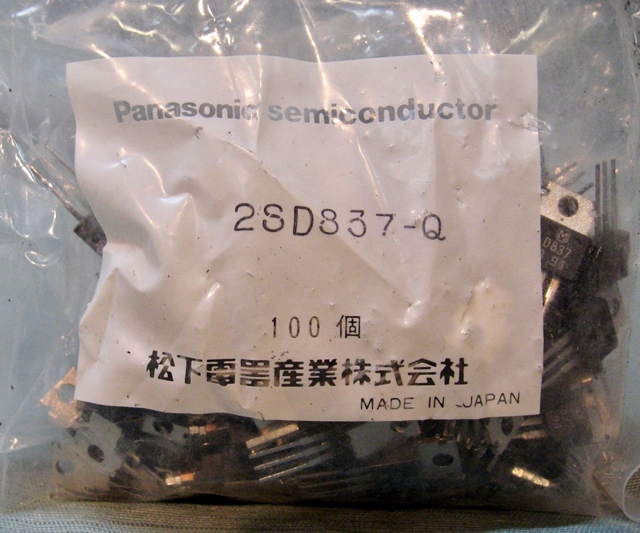 Panasonic semiconductor
2SD837-Q
D837
100 個
松下電器産業株式会社
MADE IN JAPAN